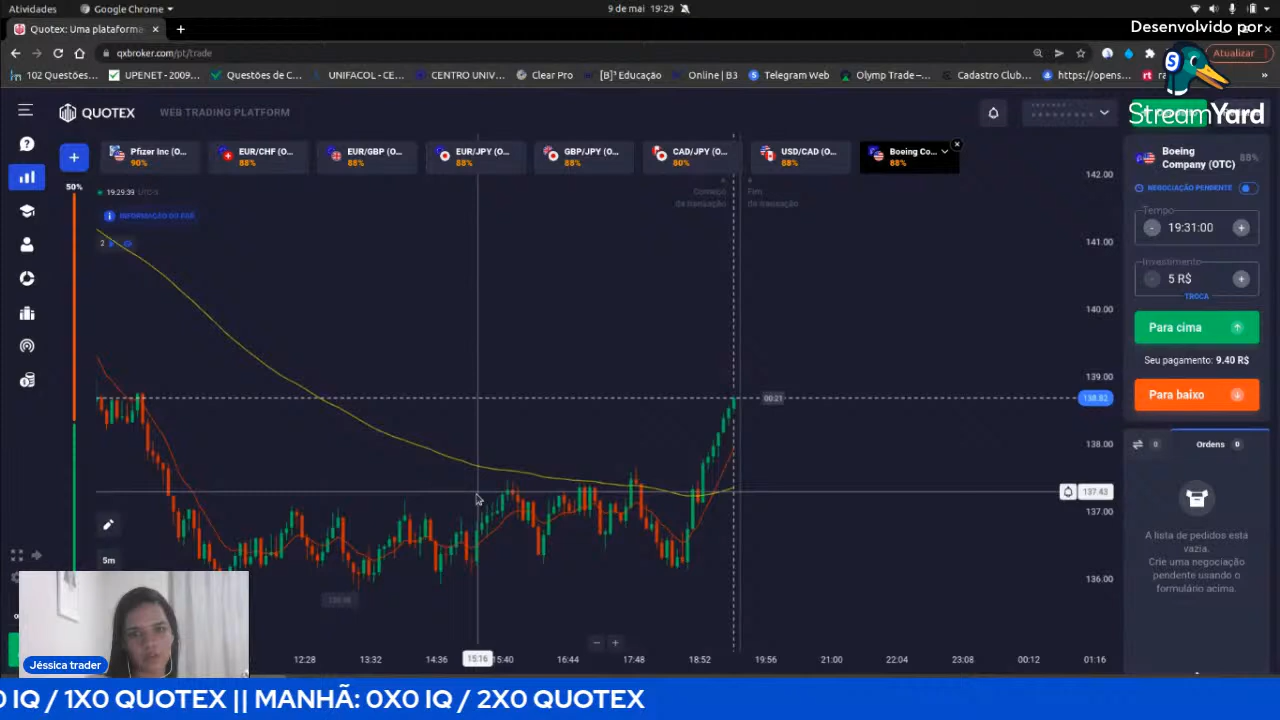 Atividades
Google Chrome
9 de mai 19:29
Desenvolvido por
Quotex: Uma plataforma
qxbroker.com/pt/trade
Atualizar
102 Questões...
UPENET - 2009...
Questões de C...
UNIFACOL - CE...
CENTRO UNIV...
Clear Pro
[B]³ Educação
Online | B3
Telegram Web
Olymp Trade –...
Cadastro Club...
https://opens...
StreamYard
QUOTEX
WEB TRADING PLATFORM
Pfizer Inc (O...
90%
EUR/CHF (O...
88%
EUR/GBP (O...
88%
EUR/JPY (O...
88%
GBP/JPY (O...
88%
CAD/JPY (O...
80%
USD/CAD (O...
88%
Boeing Co...
88%
50%
19:29:39 UTC-3
INFORMAÇÃO DO PAR
2
Começo
da transação
Fim
da transação
142.00
141.00
140.00
139.00
138.82
138.00
137.43
137.00
136.00
00:21
5m
12:28
13:32
14:36
15:16
15:40
16:44
17:48
18:52
19:56
21:00
22:04
23:08
00:12
01:16
Boeing
Company (OTC)
88%
NEGOCIAÇÃO PENDENTE
Tempo
- 19:31:00 +
Investimento
- 5 R$ +
TROCA
Para cima
Seu pagamento: 9.40 R$
Para baixo
0
Ordens 0
A lista de pedidos esta
vazia.
Crie uma negociação
pendente usando o
formulário acima.
Jéssica trader
0 IQ / 1X0 QUOTEX || MANHÃ: 0X0 IQ / 2X0 QUOTEX